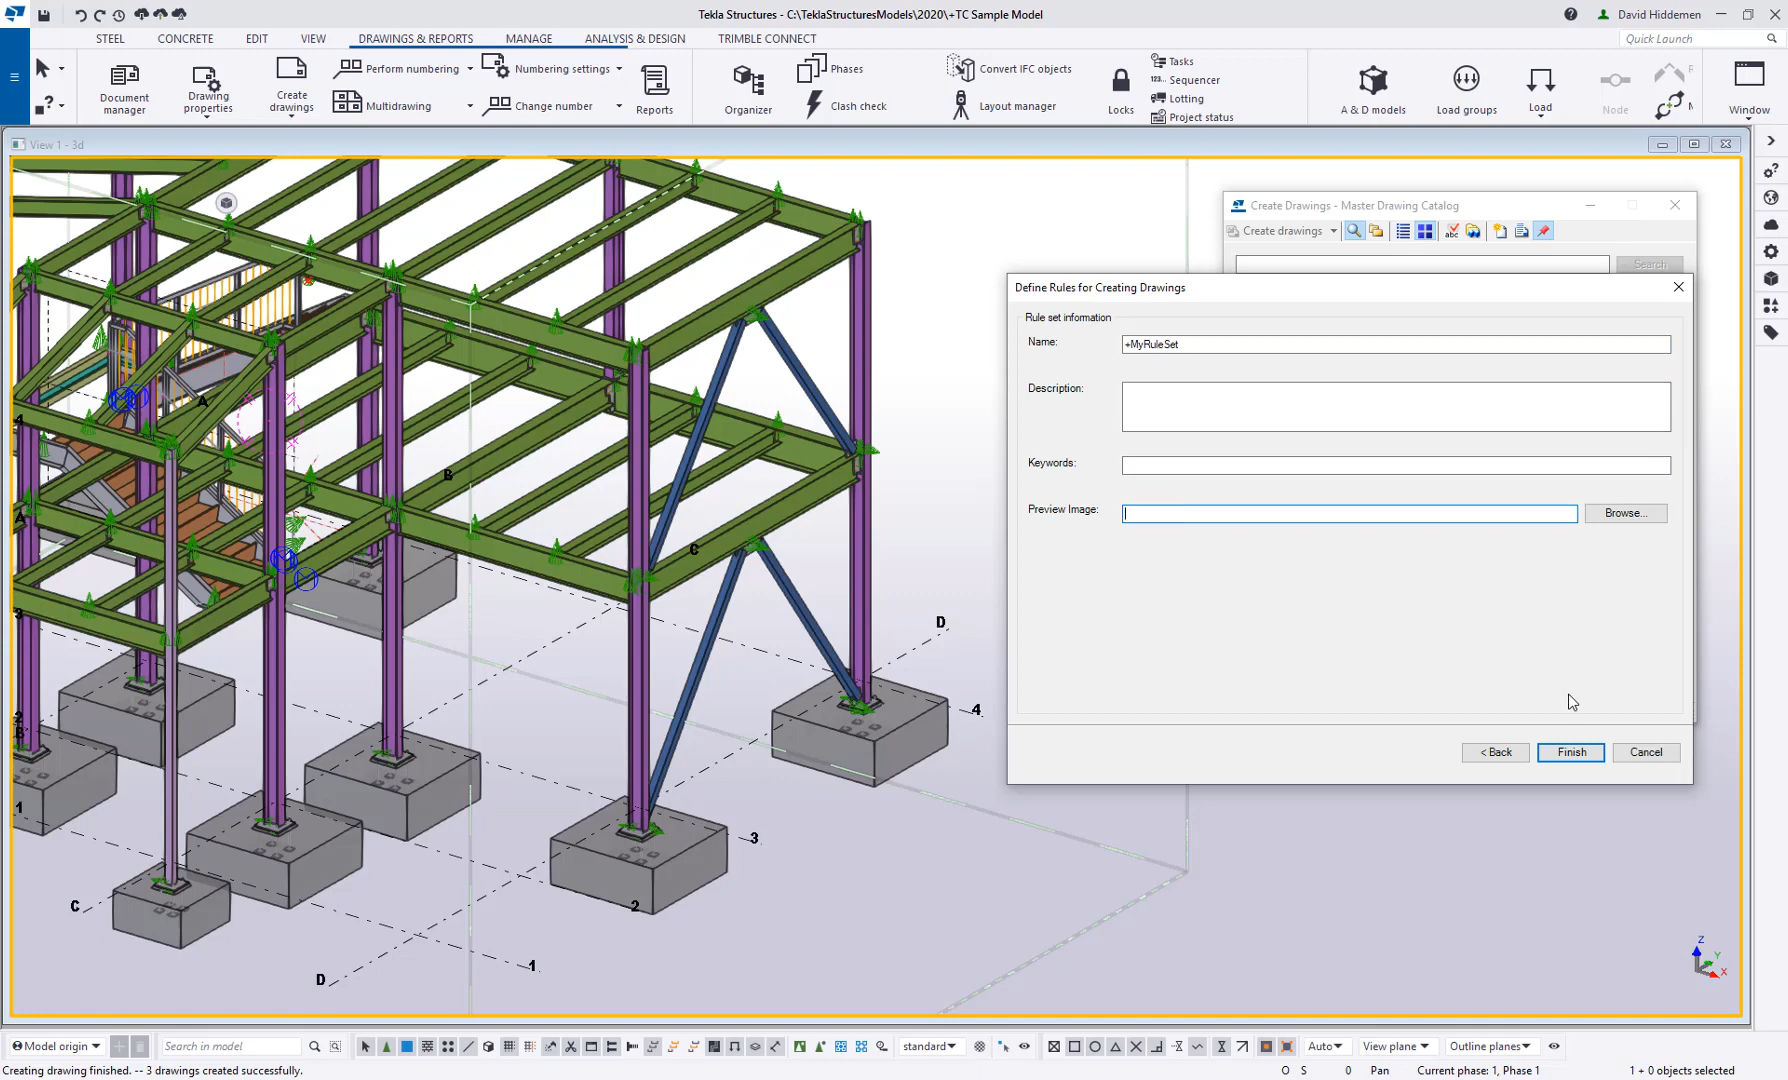 Tekla Structures - C:\TeklaStructuresModels\2020\+TC Sample Model
David Hiddemen
STEEL CONCRETE EDIT VIEW DRAWINGS & REPORTS MANAGE ANALYSIS & DESIGN TRIMBLE CONNECT
Quick Launch
Document manager
Drawing properties
Create drawings
Perform numbering
Multidrawing
Numbering settings
Change number
Reports
Organizer
Phases
Clash check
Convert IFC objects
Layout manager
Locks
Tasks
Sequencer
Lotting
Project status
A & D models
Load groups
Load
Node
Window
View 1 - 3d
Create Drawings - Master Drawing Catalog
Create drawings
Search
Define Rules for Creating Drawings
Rule set information
Name: +MyRuleSet
Description:
Keywords:
Preview Image: Browse...
< Back Finish Cancel
A
4
B
A
C
3
D
4
2
B
1
3
C
2
D
1
Z
Y
X
Model origin
Search in model
standard
Auto
View plane
Outline planes
Creating drawing finished. -- 3 drawings created successfully.
O S 0 Pan Current phase: 1, Phase 1 1 + 0 objects selected